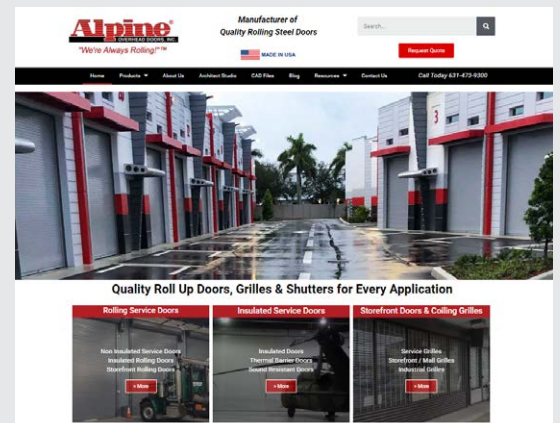 Alpine®
OVERHEAD DOORS, INC.
"We're Always Rolling!"™
Manufacturer of
Quality Rolling Steel Doors
MADE IN USA
Search...
Request Quote
Home Products About Us Architect Studio CAD Files Blog Resources Contact Us Call Today 631-473-9300
3
Quality Roll Up Doors, Grilles & Shutters for Every Application
Rolling Service Doors
Non Insulated Service Doors
Insulated Rolling Doors
Storefront Rolling Doors
+ More
Insulated Service Doors
Insulated Doors
Thermal Barrier Doors
Sound Resistant Doors
+ More
Storefront Doors & Coiling Grilles
Service Grilles
Storefront / Mall Grilles
Industrial Grilles
+ More